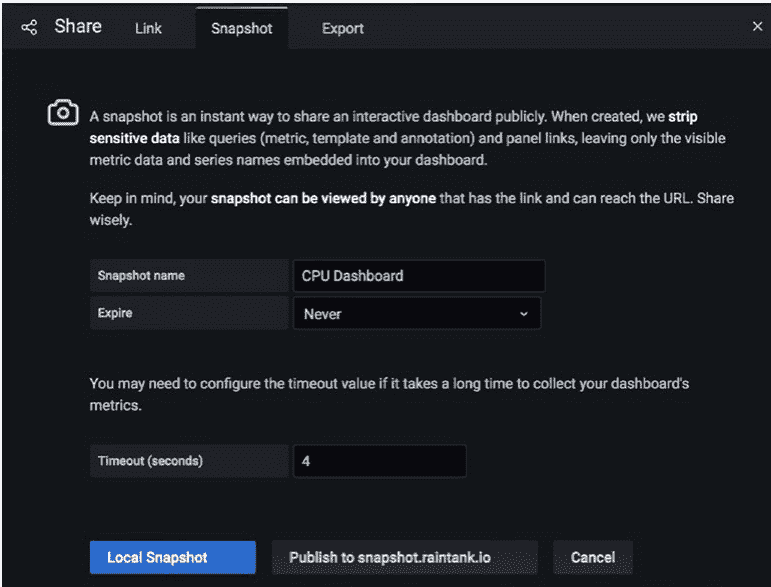 Share Link Snapshot Export
A snapshot is an instant way to share an interactive dashboard publicly. When created, we strip
sensitive data like queries (metric, template and annotation) and panel links, leaving only the visible
metric data and series names embedded into your dashboard.
Keep in mind, your snapshot can be viewed by anyone that has the link and can reach the URL. Share
wisely.
Snapshot name CPU Dashboard
Expire Never
You may need to configure the timeout value if it takes a long time to collect your dashboard's
metrics.
Timeout (seconds) 4
Local Snapshot Publish to snapshot.raintank.io Cancel